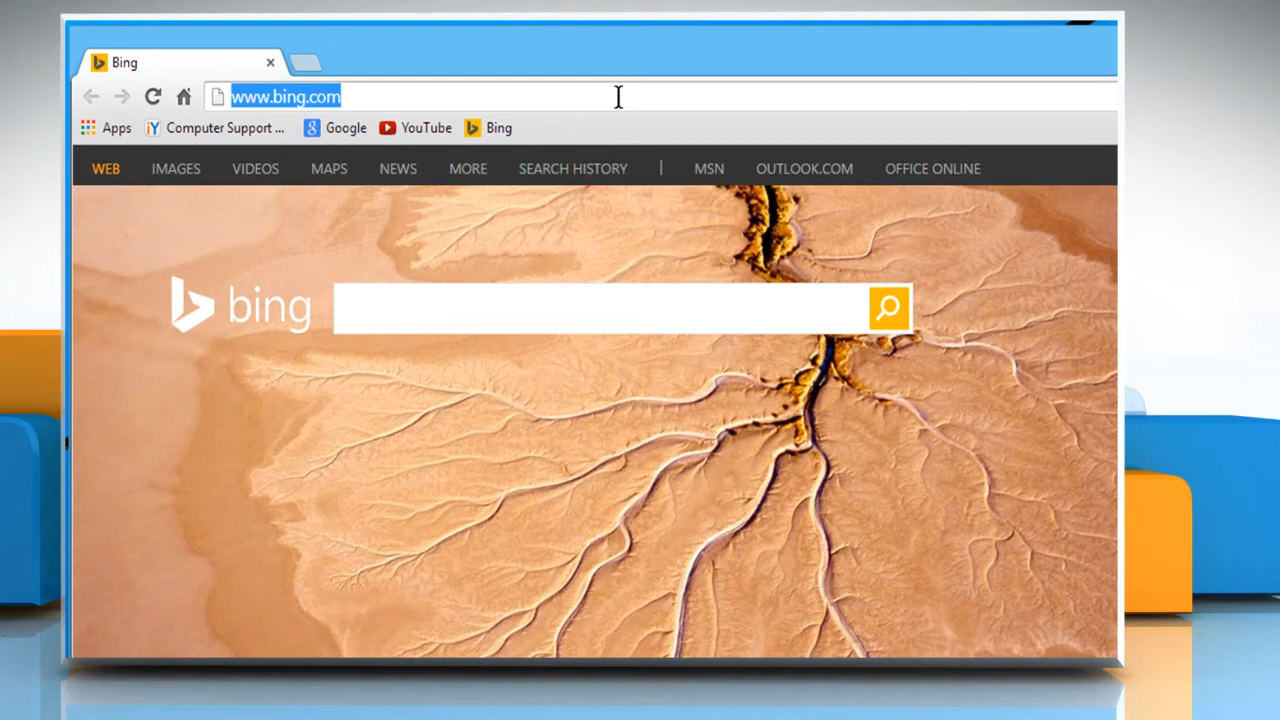 Bing
www.bing.com
Apps Computer Support ... Google YouTube Bing
WEB IMAGES VIDEOS MAPS NEWS MORE SEARCH HISTORY | MSN OUTLOOK.COM OFFICE ONLINE
bing